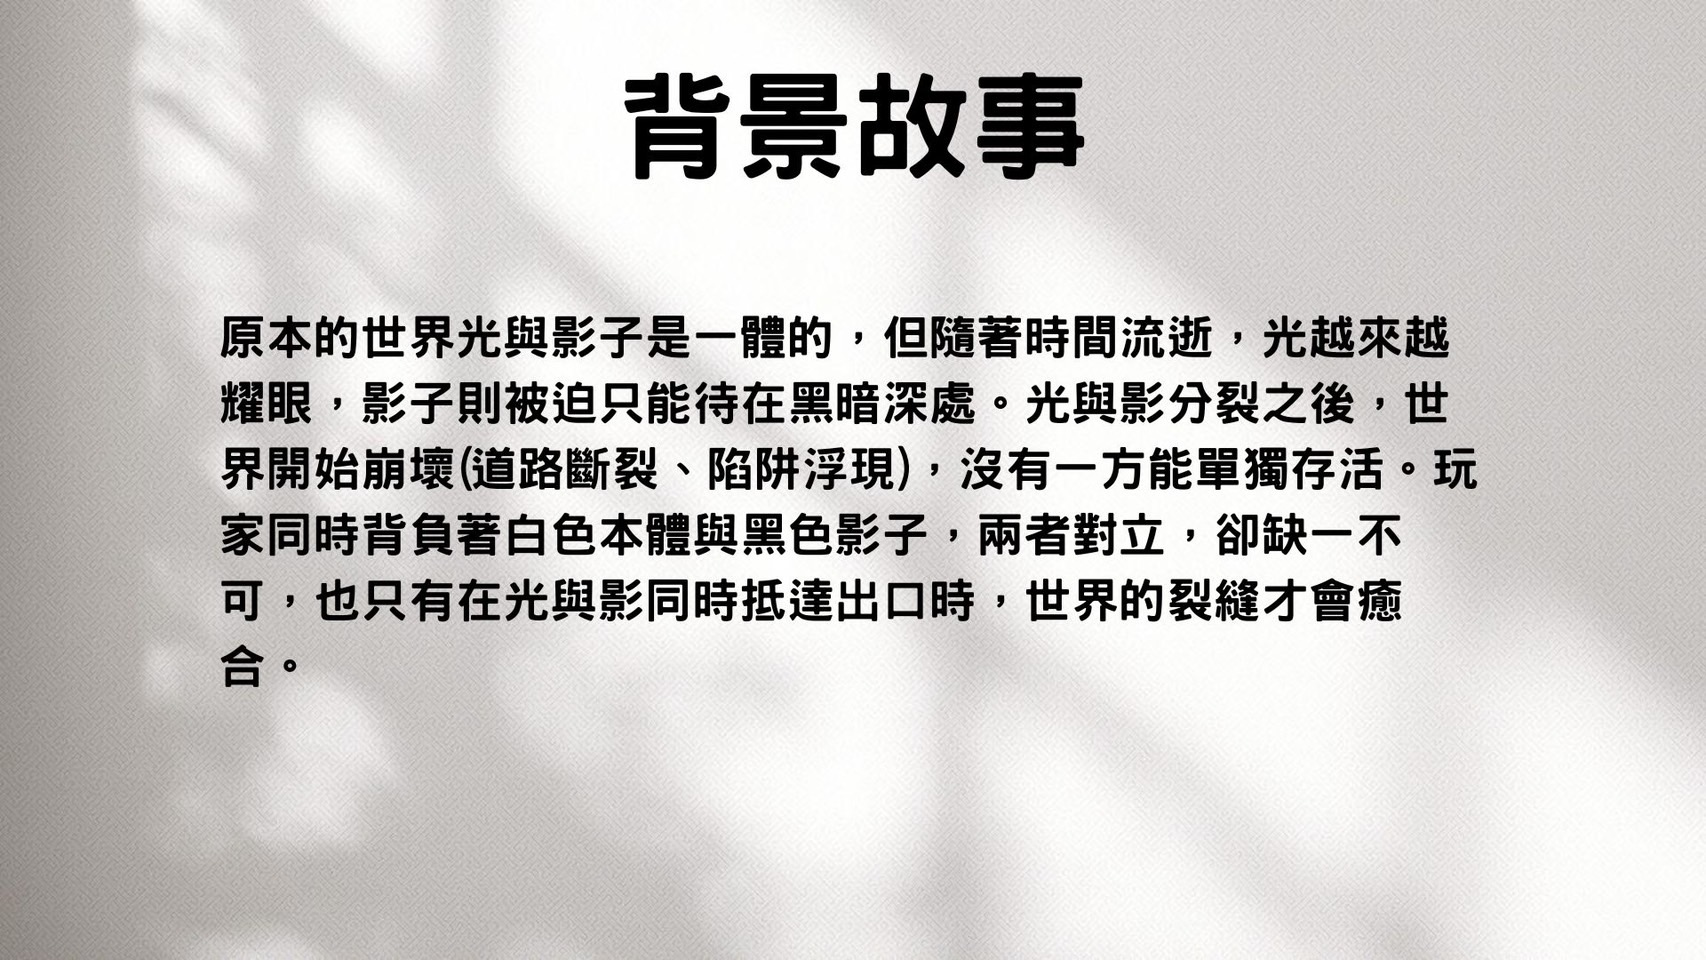 背景故事
原本的世界光與影子是一體的，但隨著時間流逝，光越來越
耀眼，影子則被迫只能待在黑暗深處。光與影分裂之後，世
界開始崩壞(道路斷裂、陷阱浮現)，沒有一方能單獨存活。玩
家同時背負著白色本體與黑色影子，兩者對立，卻缺一不
可，也只有在光與影同時抵達出口時，世界的裂縫才會癒
合。